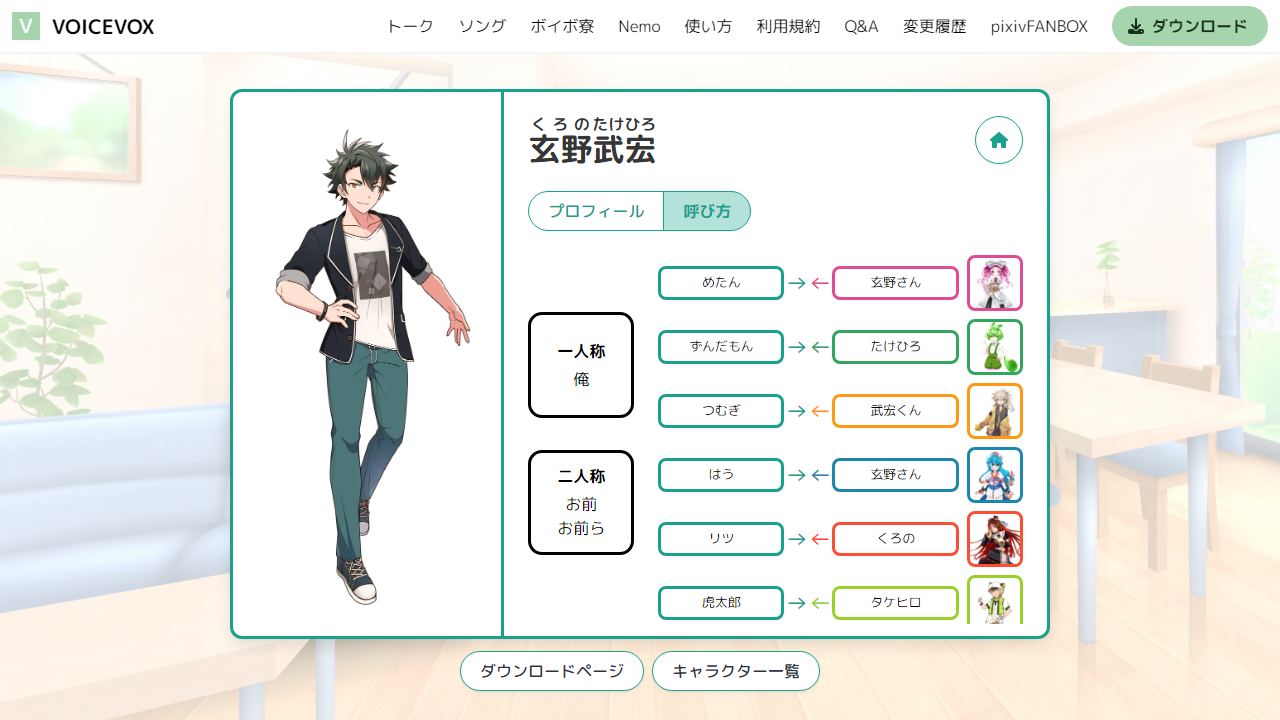 V VOICEVOX
トーク ソング ボイボ寮 Nemo 使い方 利用規約 Q&A 変更履歴 pixivFANBOX ダウンロード
くろのたけひろ
玄野武宏
プロフィール 呼び方
一人称
俺
二人称
お前
お前ら
めたん → ← 玄野さん
ずんだもん → ← たけひろ
つむぎ → ← 武宏くん
はう → ← 玄野さん
リツ → ← くろの
虎太郎 → ← タケヒロ
ダウンロードページ キャラクター一覧